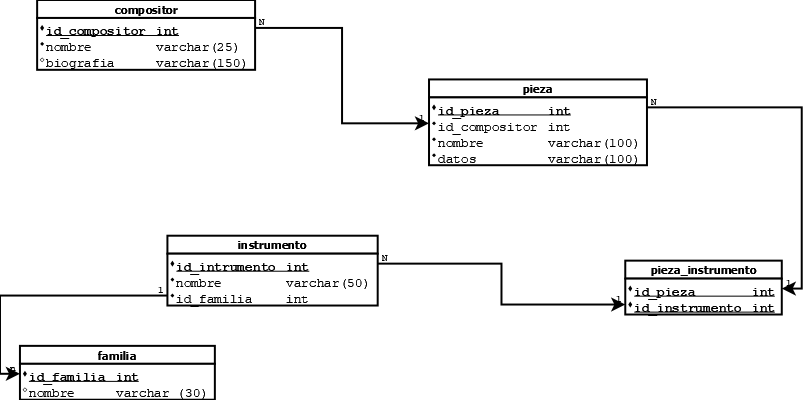 compositor
id_compositor int
nombre varchar(25)
biografia varchar(150)
N
1
pieza
id_pieza int
id_compositor int
nombre varchar(100)
datos varchar(100)
N
instrumento
id_intrumento int
nombre varchar(50)
id_familia int
N
1
pieza_instrumento
id_pieza int
id_instrumento int
1
1
familia
id_familia int
nombre varchar (30)